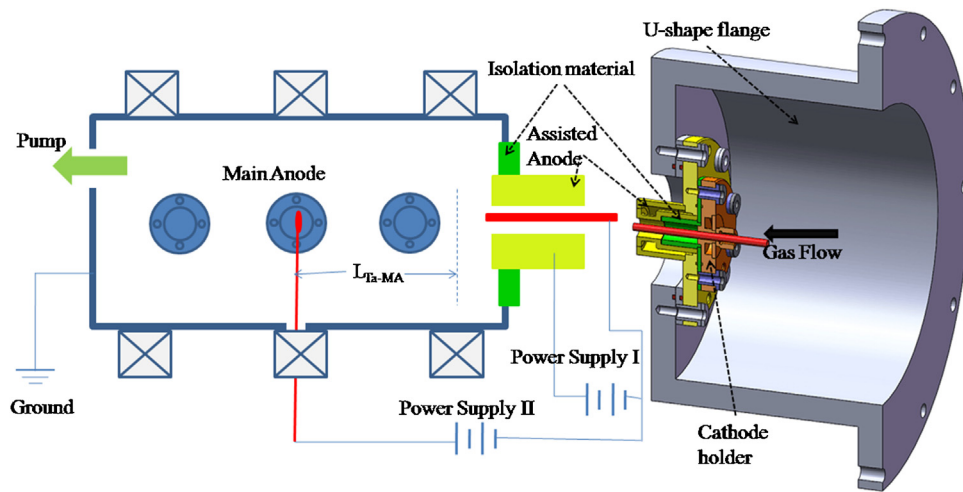 U-shape flange
Isolation material
Pump
Assisted
Anode
Main Anode
Gas Flow
L_Ta-MA
Power Supply I
Ground
Power Supply II
Cathode
holder